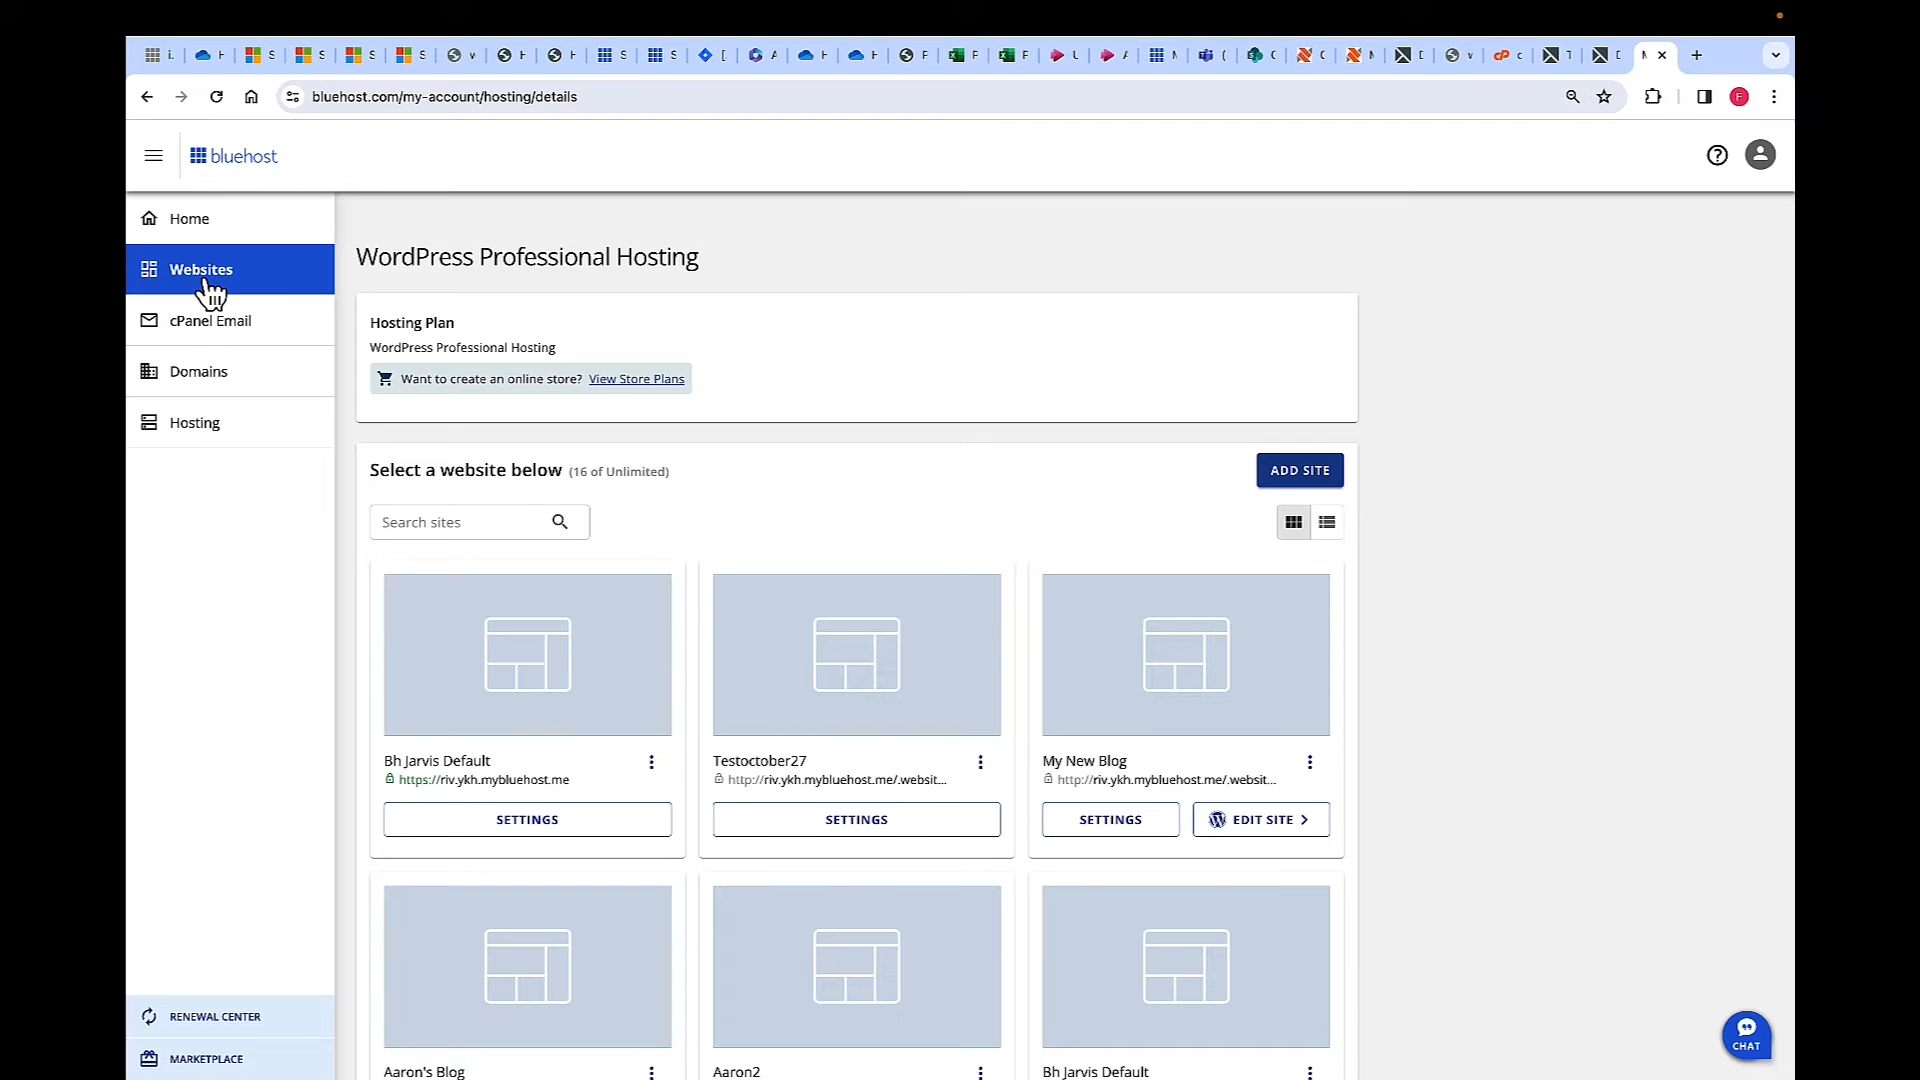 bluehost.com/my-account/hosting/details
bluehost
Home
Websites
cPanel Email
Domains
Hosting
RENEWAL CENTER
MARKETPLACE
WordPress Professional Hosting
Hosting Plan
WordPress Professional Hosting
Want to create an online store? View Store Plans
Select a website below (16 of Unlimited)
ADD SITE
Search sites
Bh Jarvis Default
https://riv.ykh.mybluehost.me
SETTINGS
Testoctober27
http://riv.ykh.mybluehost.me/.websit...
SETTINGS
My New Blog
http://riv.ykh.mybluehost.me/.websit...
SETTINGS
EDIT SITE
Aaron's Blog
Aaron2
Bh Jarvis Default
CHAT